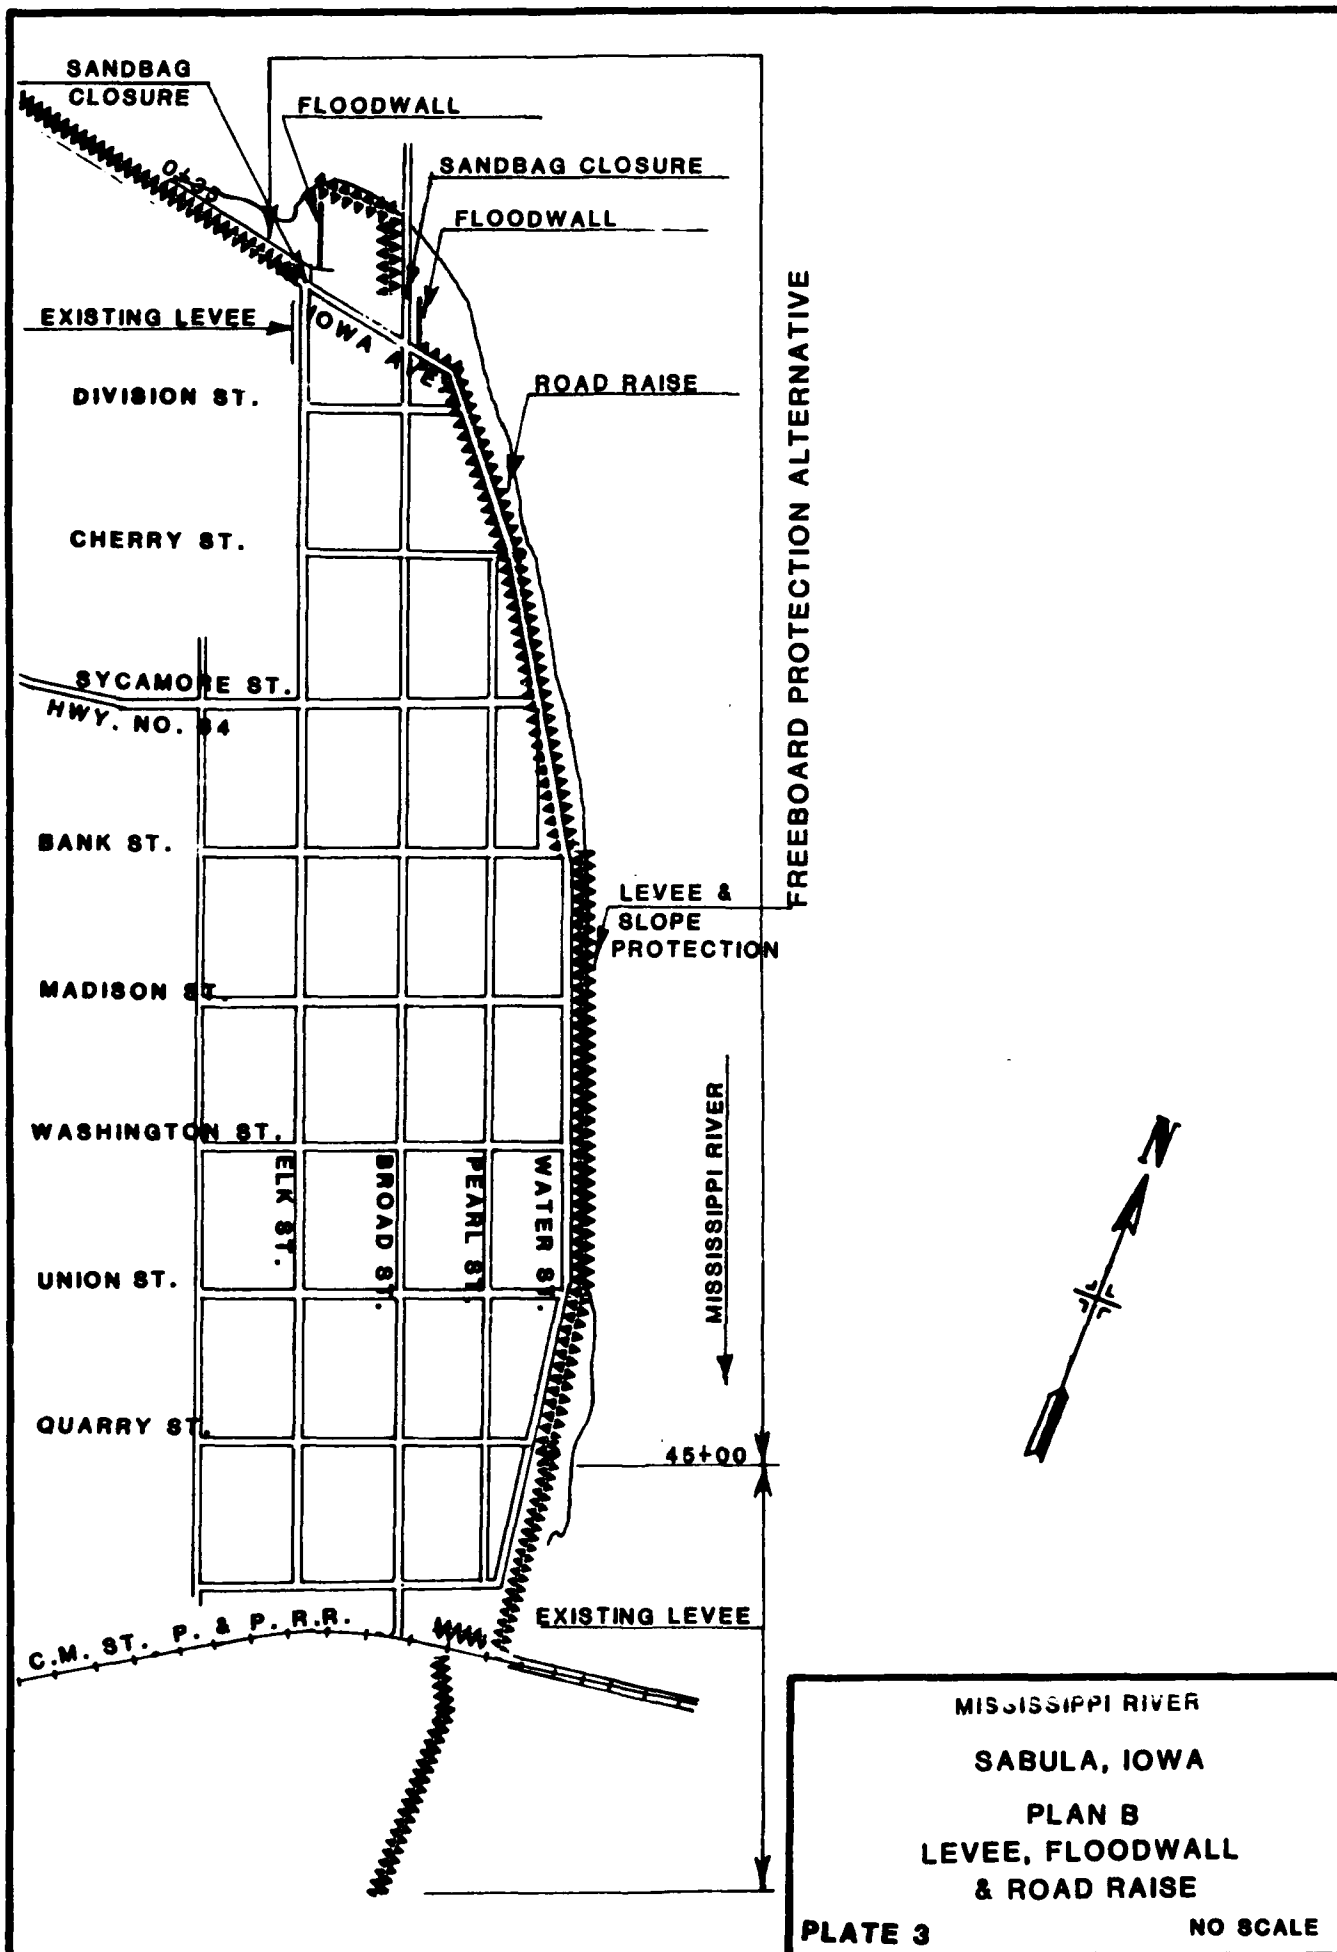 SANDBAG
CLOSURE
FLOODWALL
SANDBAG CLOSURE
FLOODWALL
EXISTING LEVEE
IOWA AVE.
DIVISION ST.
ROAD RAISE
CHERRY ST.
FREEBOARD PROTECTION ALTERNATIVE
SYCAMORE ST.
HWY. NO.
BANK ST.
LEVEE &
SLOPE
PROTECTION
MADISON ST.
WASHINGTON ST.
ELK ST.
BROAD ST.
PEARL ST.
WATER ST.
MISSISSIPPI RIVER
N
UNION ST.
QUARRY ST.
45+00
EXISTING LEVEE
C.M. ST. P. & P. R.R.
MISSISSIPPI RIVER
SABULA, IOWA
PLAN B
LEVEE, FLOODWALL
& ROAD RAISE
PLATE 3
NO SCALE